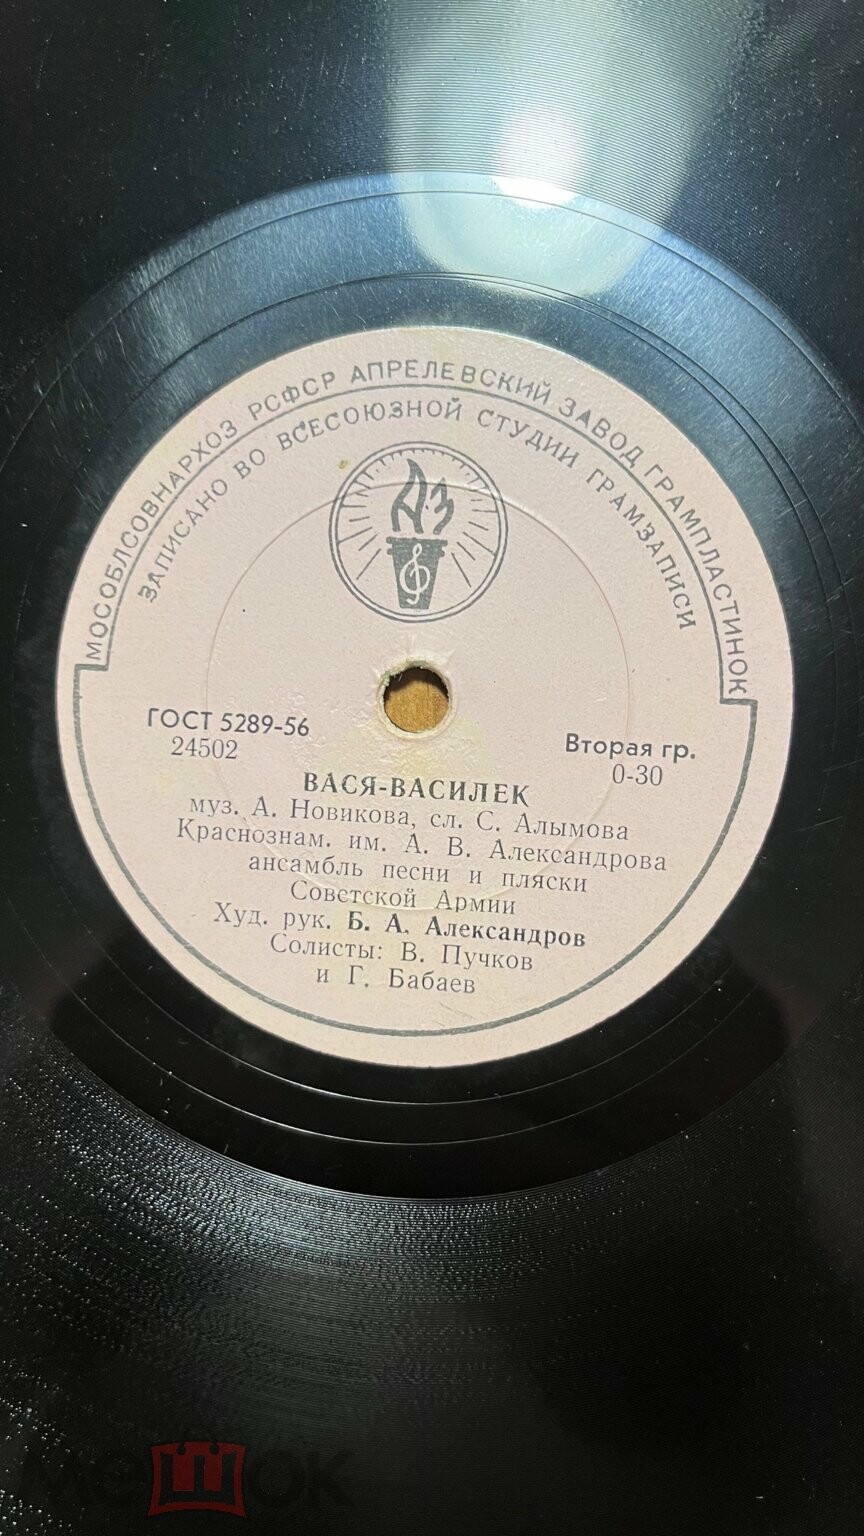 МОСОБЛСОВНАРХОЗ РСФСР АПРЕЛЕВСКИЙ ЗАВОД ГРАМПЛАСТИНОК
ЗАПИСАНО ВО ВСЕСОЮЗНОЙ СТУДИИ ГРАМЗАПИСИ
АЗ
ГОСТ 5289-56
24502
Вторая гр.
0-30
ВАСЯ-ВАСИЛЕК
муз. А. Новикова, сл. С. Алымова
Краснознам. им. А. В. Александрова
ансамбль песни и пляски
Советской Армии
Худ. рук. Б. А. Александров
Солисты: В. Пучков
и Г. Бабаев
мешок